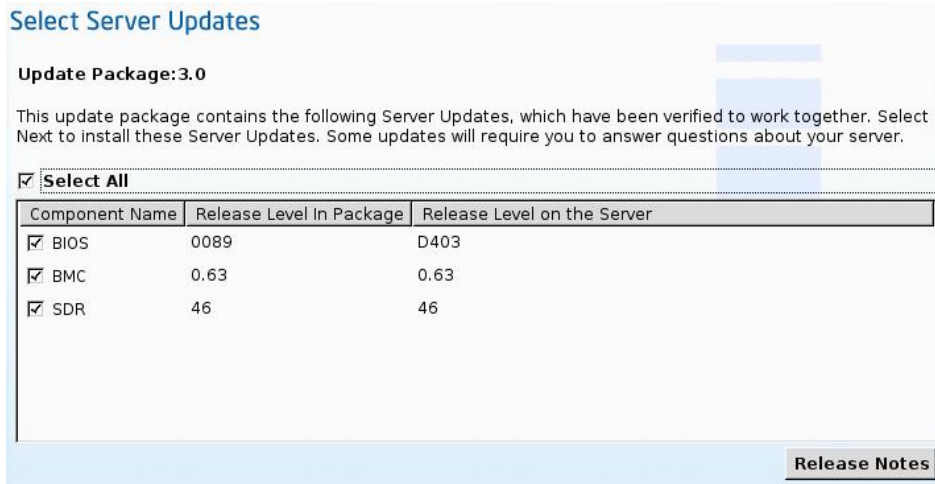 Select Server Updates
Update Package:3.0
This update package contains the following Server Updates, which have been verified to work together. Select
Next to install these Server Updates. Some updates will require you to answer questions about your server.
Select All
Component Name Release Level In Package Release Level on the Server
BIOS 0089 D403
BMC 0.63 0.63
SDR 46 46
Release Notes